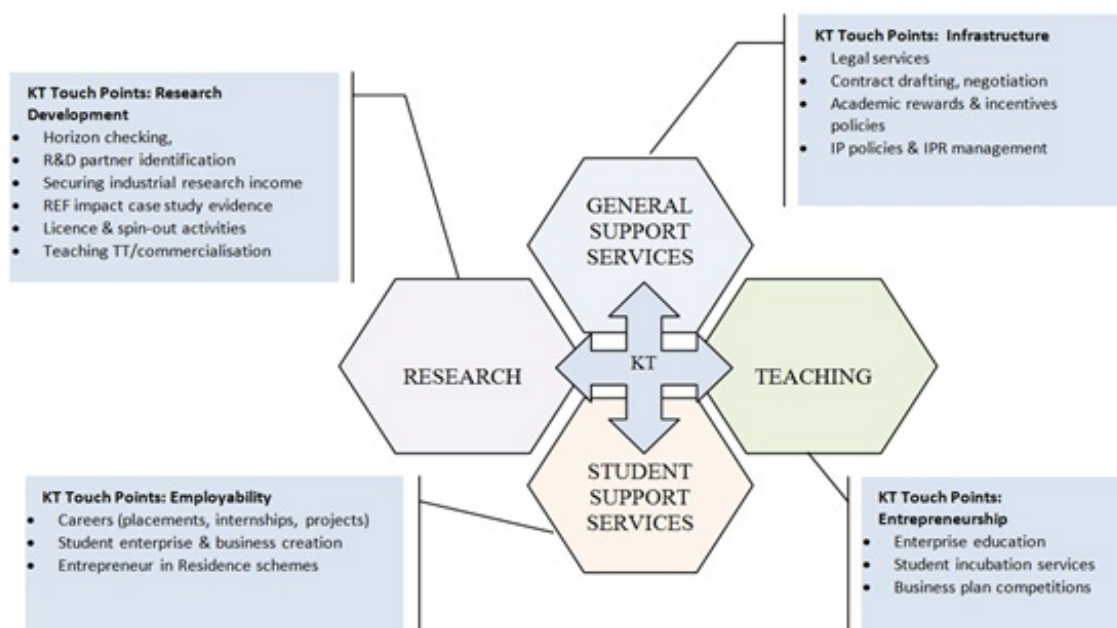 KT Touch Points: Research
Development
• Horizon checking,
• R&D partner identification
• Securing industrial research income
• REF impact case study evidence
• Licence & spin-out activities
• Teaching TT/commercialisation
KT Touch Points: Infrastructure
• Legal services
• Contract drafting, negotiation
• Academic rewards & incentives
policies
• IP policies & IPR management
GENERAL
SUPPORT
SERVICES
RESEARCH
KT
TEACHING
STUDENT
SUPPORT
SERVICES
KT Touch Points: Employability
• Careers (placements, internships, projects)
• Student enterprise & business creation
• Entrepreneur in Residence schemes
KT Touch Points:
Entrepreneurship
• Enterprise education
• Student incubation services
• Business plan competitions